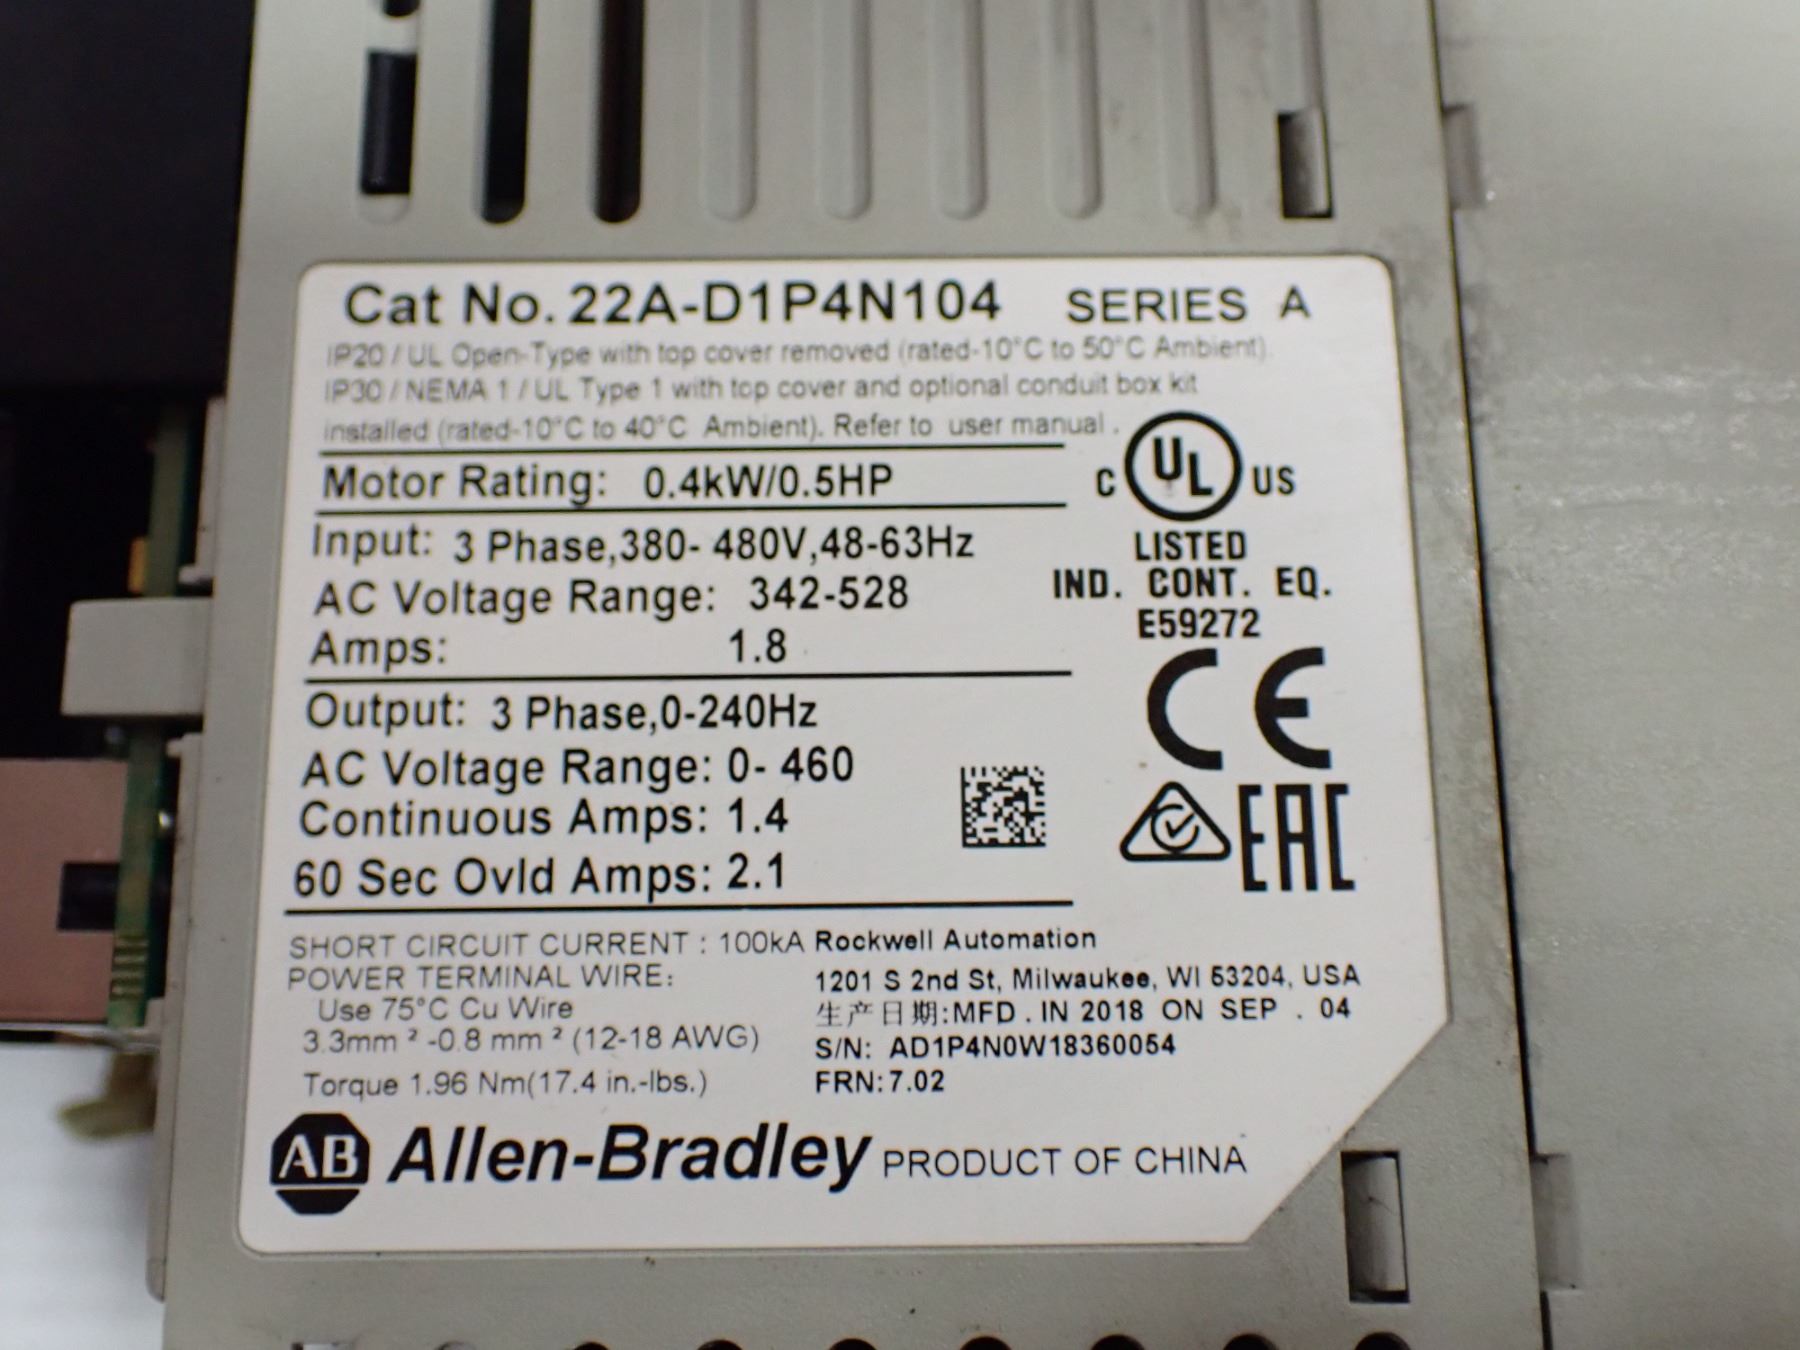 Cat No. 22A-D1P4N104 SERIES A
IP20 / UL Open-Type with top cover removed (rated-10°C to 50°C Ambient).
IP30 / NEMA 1 / UL Type 1 with top cover and optional conduit box kit
installed (rated-10°C to 40°C Ambient). Refer to user manual .
Motor Rating: 0.4kW/0.5HP
C UL US
LISTED
IND. CONT. EQ.
E59272
Input: 3 Phase,380- 480V,48-63Hz
AC Voltage Range: 342-528
Amps: 1.8
CE
Output: 3 Phase,0-240Hz
AC Voltage Range: 0- 460
Continuous Amps: 1.4
60 Sec Ovld Amps: 2.1
EAC
SHORT CIRCUIT CURRENT : 100kA
POWER TERMINAL WIRE:
Use 75°C Cu Wire
3.3mm ² -0.8 mm ² (12-18 AWG)
Torque 1.96 Nm(17.4 in.-lbs.)
Rockwell Automation
1201 S 2nd St, Milwaukee, WI 53204, USA
生产日期:MFD . IN 2018 ON SEP . 04
S/N: AD1P4N0W18360054
FRN:7.02
AB Allen-Bradley PRODUCT OF CHINA